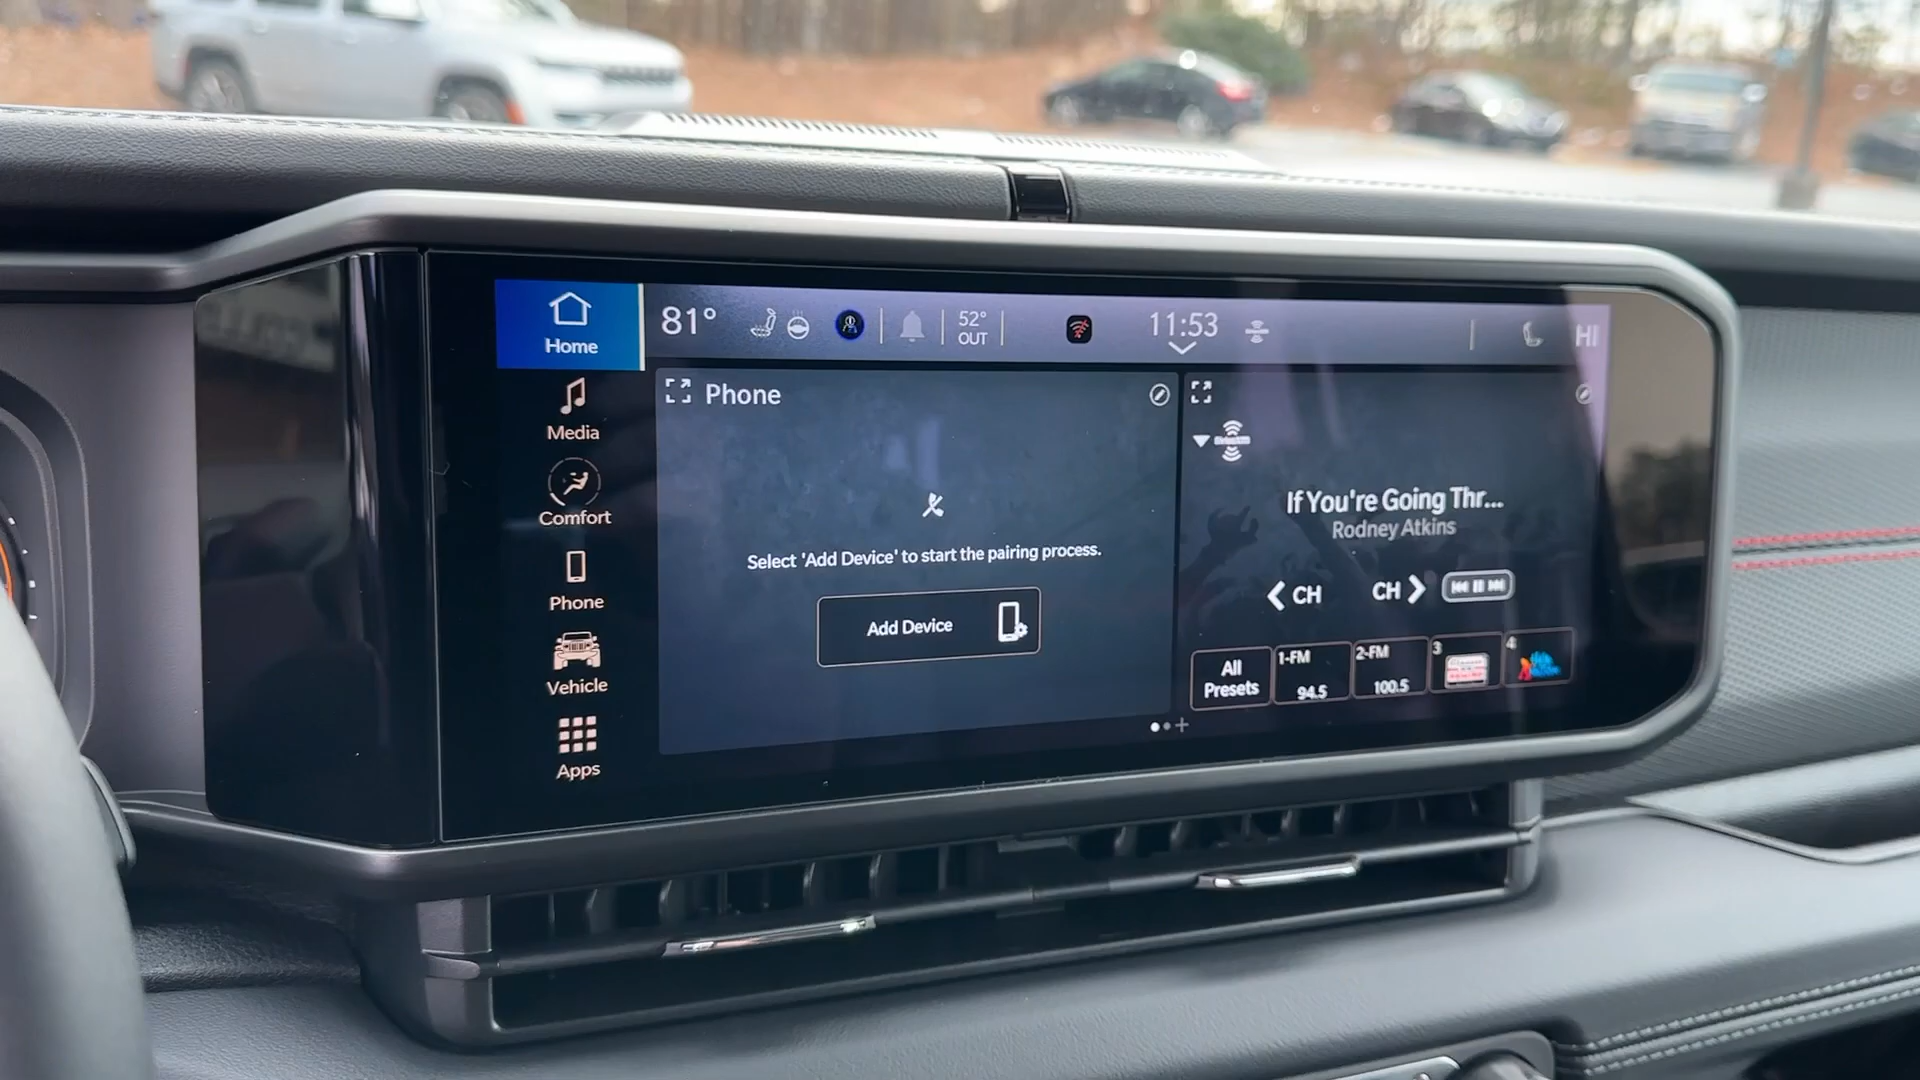 Home
Media
Comfort
Phone
Vehicle
Apps
81°
52°
OUT
11:53
HI
Phone
Select 'Add Device' to start the pairing process.
Add Device
If You're Going Thr...
Rodney Atkins
CH
CH
All
Presets
1-FM
94.5
2-FM
100.5
3
4